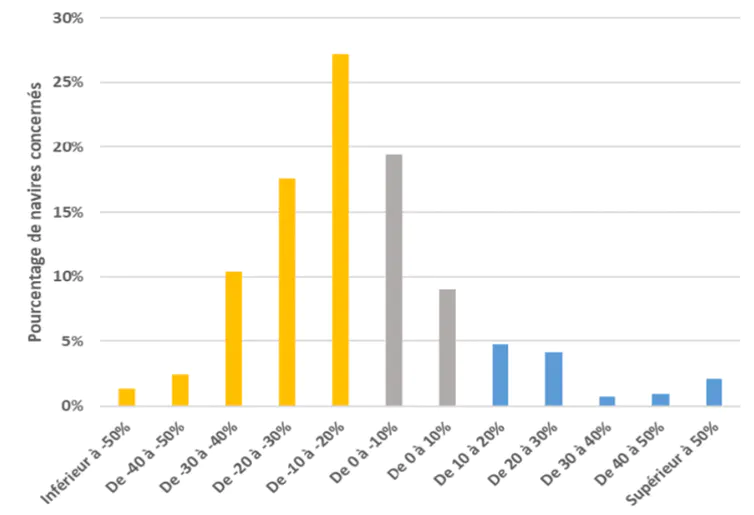 30%
25%
20%
15%
10%
5%
0%
Pourcentage de navires concernés
Inférieur à -50%
De -40 à -50%
De -30 à -40%
De -20 à -30%
De -10 à -20%
De 0 à -10%
De 0 à 10%
De 10 à 20%
De 20 à 30%
De 30 à 40%
De 40 à 50%
Supérieur à 50%